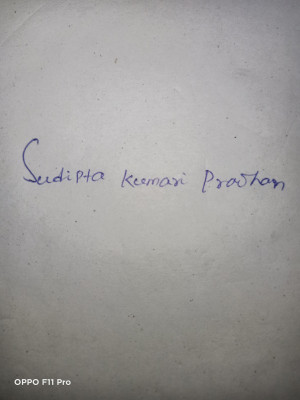 Sudipta Kumari Pradhan
OPPO F11 Pro